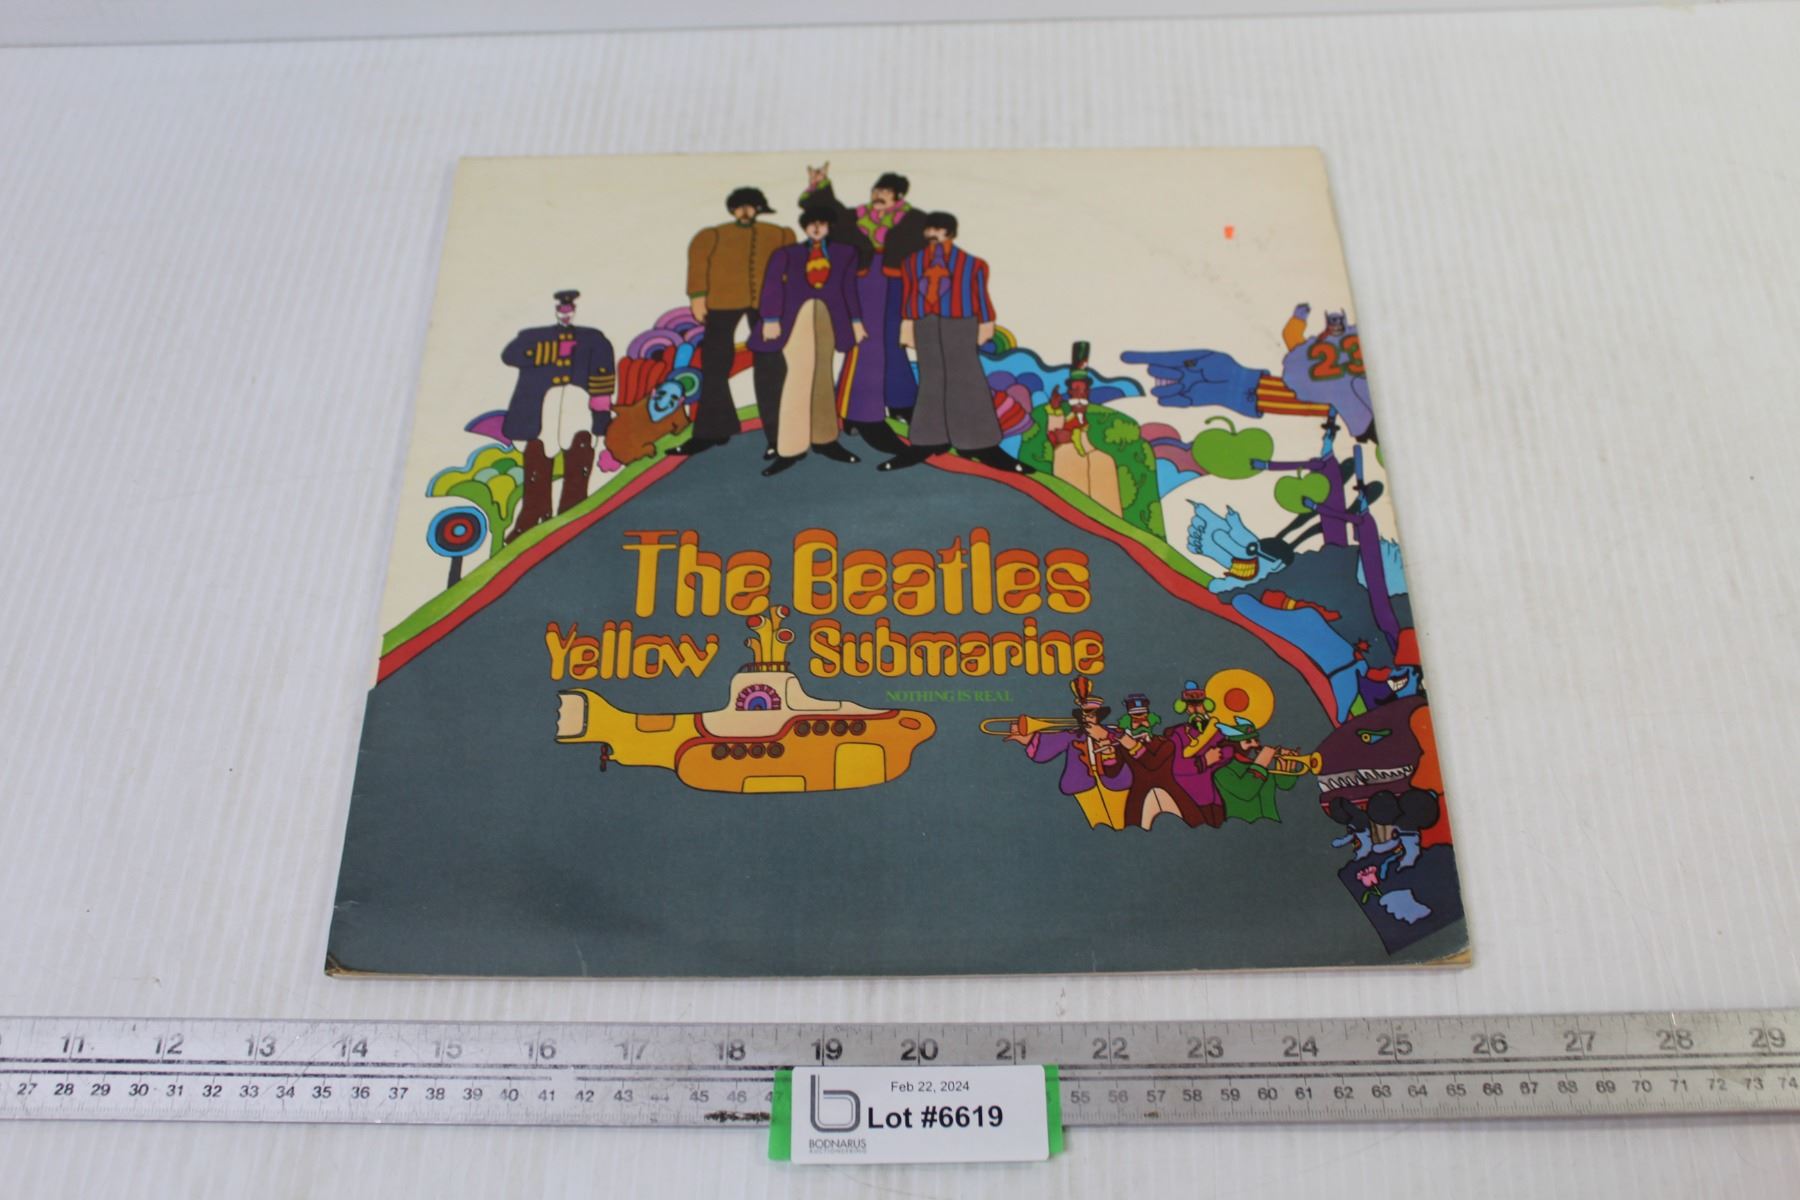 23
The Beatles
Yellow Submarine
NOTHING IS REAL
11 12 13 14 15 16 17 18 19 20 21 22 23 24 25 26 27 28 29
27 28 29 30 31 32 33 34 35 36 37 38 39 40 41 42 43 44 45 46 47 55 56 57 58 59 60 61 62 63 64 65 66 67 68 69 70 71 72 73 74
Feb 22, 2024
Lot #6619
BODNARUS
AUCTIONEERING